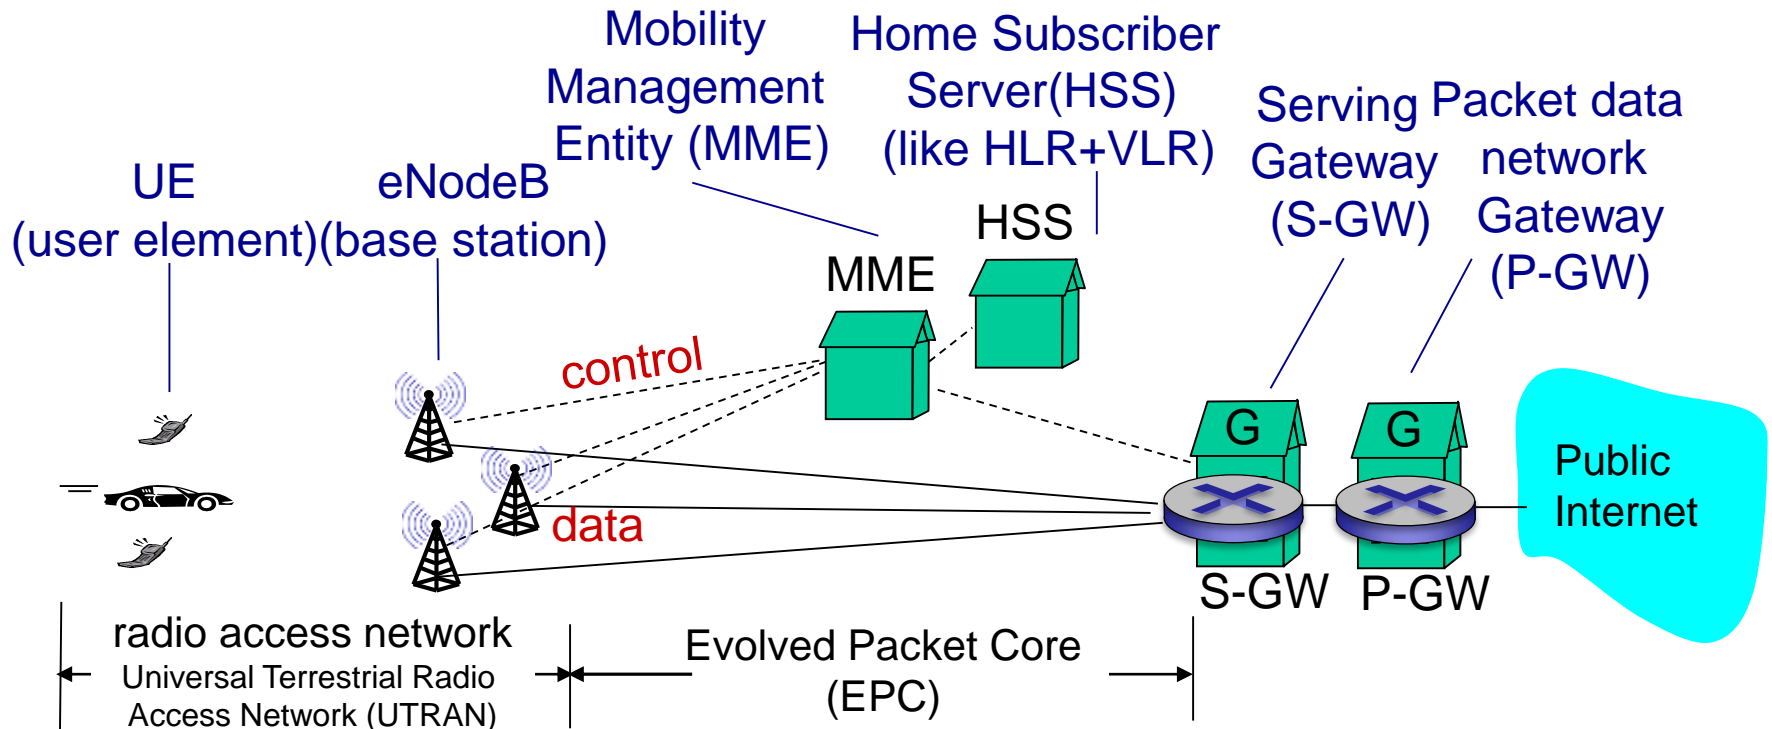 Mobility
Management
Entity (MME)
Home Subscriber
Server(HSS)
(like HLR+VLR)
Serving
Gateway
(S-GW)
Packet data
network
Gateway
(P-GW)
UE
(user element)
eNodeB
(base station)
HSS
MME
control
data
G
G
Public
Internet
S-GW
P-GW
radio access network
Universal Terrestrial Radio
Access Network (UTRAN)
Evolved Packet Core
(EPC)